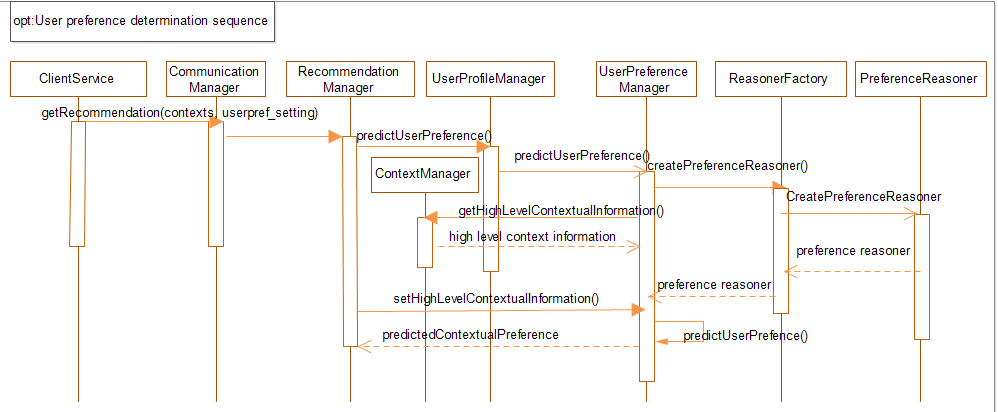 opt:User preference determination sequence
ClientService
Communication
Manager
Recommendation
Manager
UserProfileManager
UserPreference
Manager
ReasonerFactory
PreferenceReasoner
getRecommendation(contexts, userpref_setting)
predictUserPreference()
predictUserPreference()
createPreferenceReasoner()
ContextManager
CreatePreferenceReasoner
getHighLevelContextualInformation()
high level context information
preference reasoner
preference reasoner
setHighLevelContextualInformation()
predictedContextualPreference
predictUserPrefence()